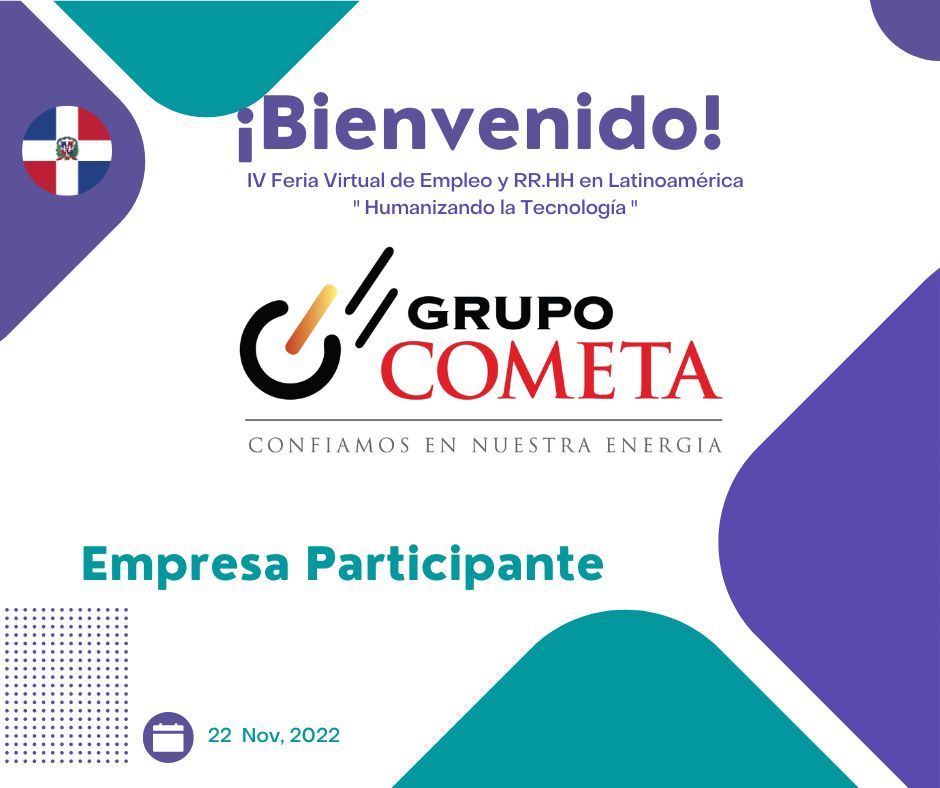 ¡Bienvenido!
IV Feria Virtual de Empleo y RR.HH en Latinoamérica
" Humanizando la Tecnología "
GRUPO
COMETA
CONFIAMOS EN NUESTRA ENERGIA
Empresa Participante
22 Nov, 2022